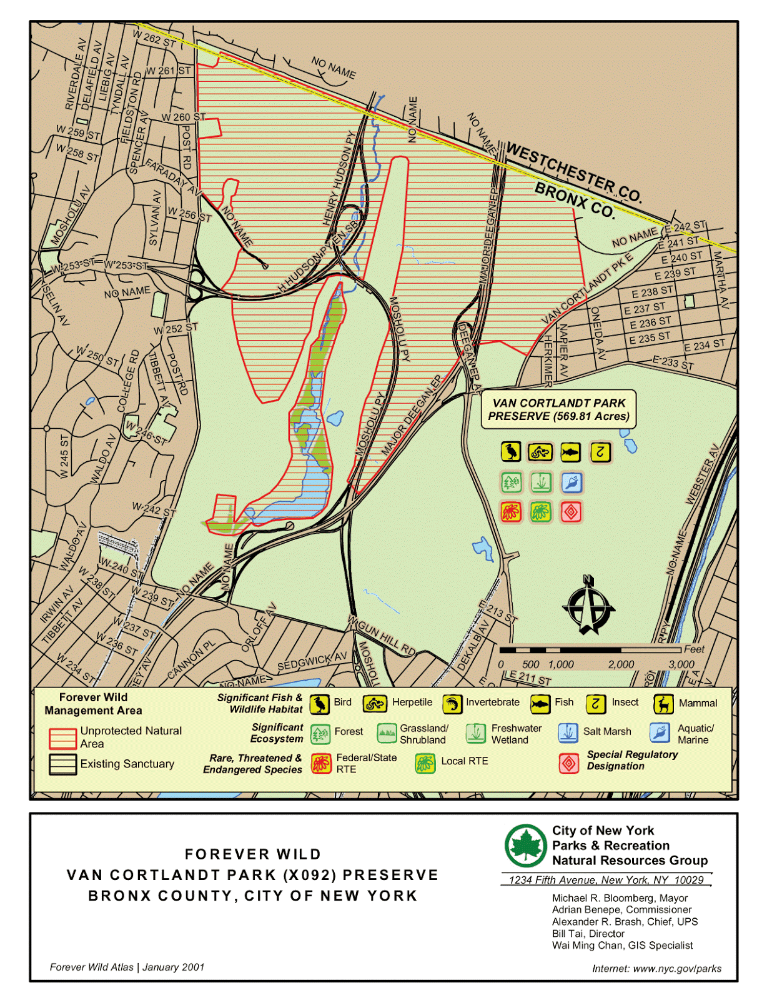 W 262 ST
NO NAME
W 261 ST
RIVERDALE AV
DELAFIELD AV
LIEBIG AV
TYNDALL AV
FIELDSTON RD
SPENCER AV
W 260 ST
POST RD
W 259 ST
W 258 ST
FARADAY AV
MOSHOLU AV
SYLVAN AV
W 256 ST
NO NAME
HENRY HUDSON PY
NO NAME
NO NAME
WESTCHESTER CO.
BRONX CO.
MAJOR DEEGAN EP
H HUDSON PY EN SB
W 253 ST
W 253 ST
NO NAME
ISELIN AV
W 252 ST
W 250 ST
COLLEGE RD
TIBBETT AV
POST RD
W 246 ST
W 245 ST
WALDO AV
W 242 ST
MOSHOLU PY
MOSHOLU PY
MAJOR DEEGAN EP
DEEGAN EP A
VAN CORTLANDT PK E
NO NAME
E 242 ST
E 241 ST
E 240 ST
E 239 ST
E 238 ST
E 237 ST
E 236 ST
E 235 ST
E 234 ST
E 233 ST
MARTHA AV
ONEIDA AV
NAPIER AV
HERKIMER
VAN CORTLANDT PARK
PRESERVE (569.81 Acres)
WEBSTER AV
NO NAME
WALDO AV
W 240 ST
W 239 ST
W 238 ST
W 237 ST
W 236 ST
W 234 ST
IRWIN AV
TIBBETT AV
NO NAME
NO NAME
ORLOFF AV
CANNON PL
SEDGWICK AV
NO NAME
EY AV
W GUN HILL RD
MOSHOLU
DEKALB AV
E 213 ST
E 211 ST
R PY
N
Feet
0 500 1,000 2,000 3,000
Forever Wild
Management Area
Unprotected Natural
Area
Existing Sanctuary
Significant Fish &
Wildlife Habitat
Bird
Herpetile
Invertebrate
Fish
Insect
Mammal
Significant
Ecosystem
Forest
Grassland/
Shrubland
Freshwater
Wetland
Salt Marsh
Aquatic/
Marine
Rare, Threatened &
Endangered Species
Federal/State
RTE
Local RTE
Special Regulatory
Designation
FOREVER WILD
VAN CORTLANDT PARK (X092) PRESERVE
BRONX COUNTY, CITY OF NEW YORK
Forever Wild Atlas | January 2001
City of New York
Parks & Recreation
Natural Resources Group
1234 Fifth Avenue, New York, NY 10029
Michael R. Bloomberg, Mayor
Adrian Benepe, Commissioner
Alexander R. Brash, Chief, UPS
Bill Tai, Director
Wai Ming Chan, GIS Specialist
Internet: www.nyc.gov/parks